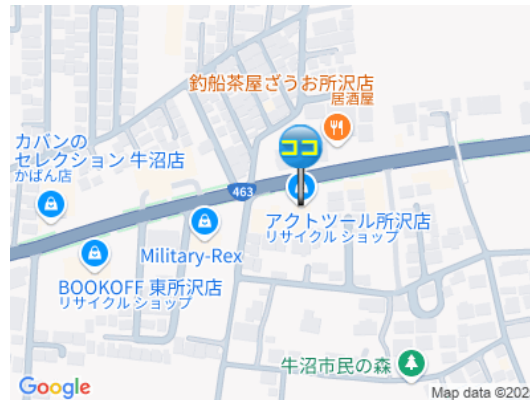 釣船茶屋ざうお所沢店
居酒屋
ココ
カバンの
セレクション 牛沼店
かばん店
463
アクトツール所沢店
リサイクル ショップ
Military-Rex
BOOKOFF 東所沢店
リサイクル ショップ
牛沼市民の森
Google
Map data ©202